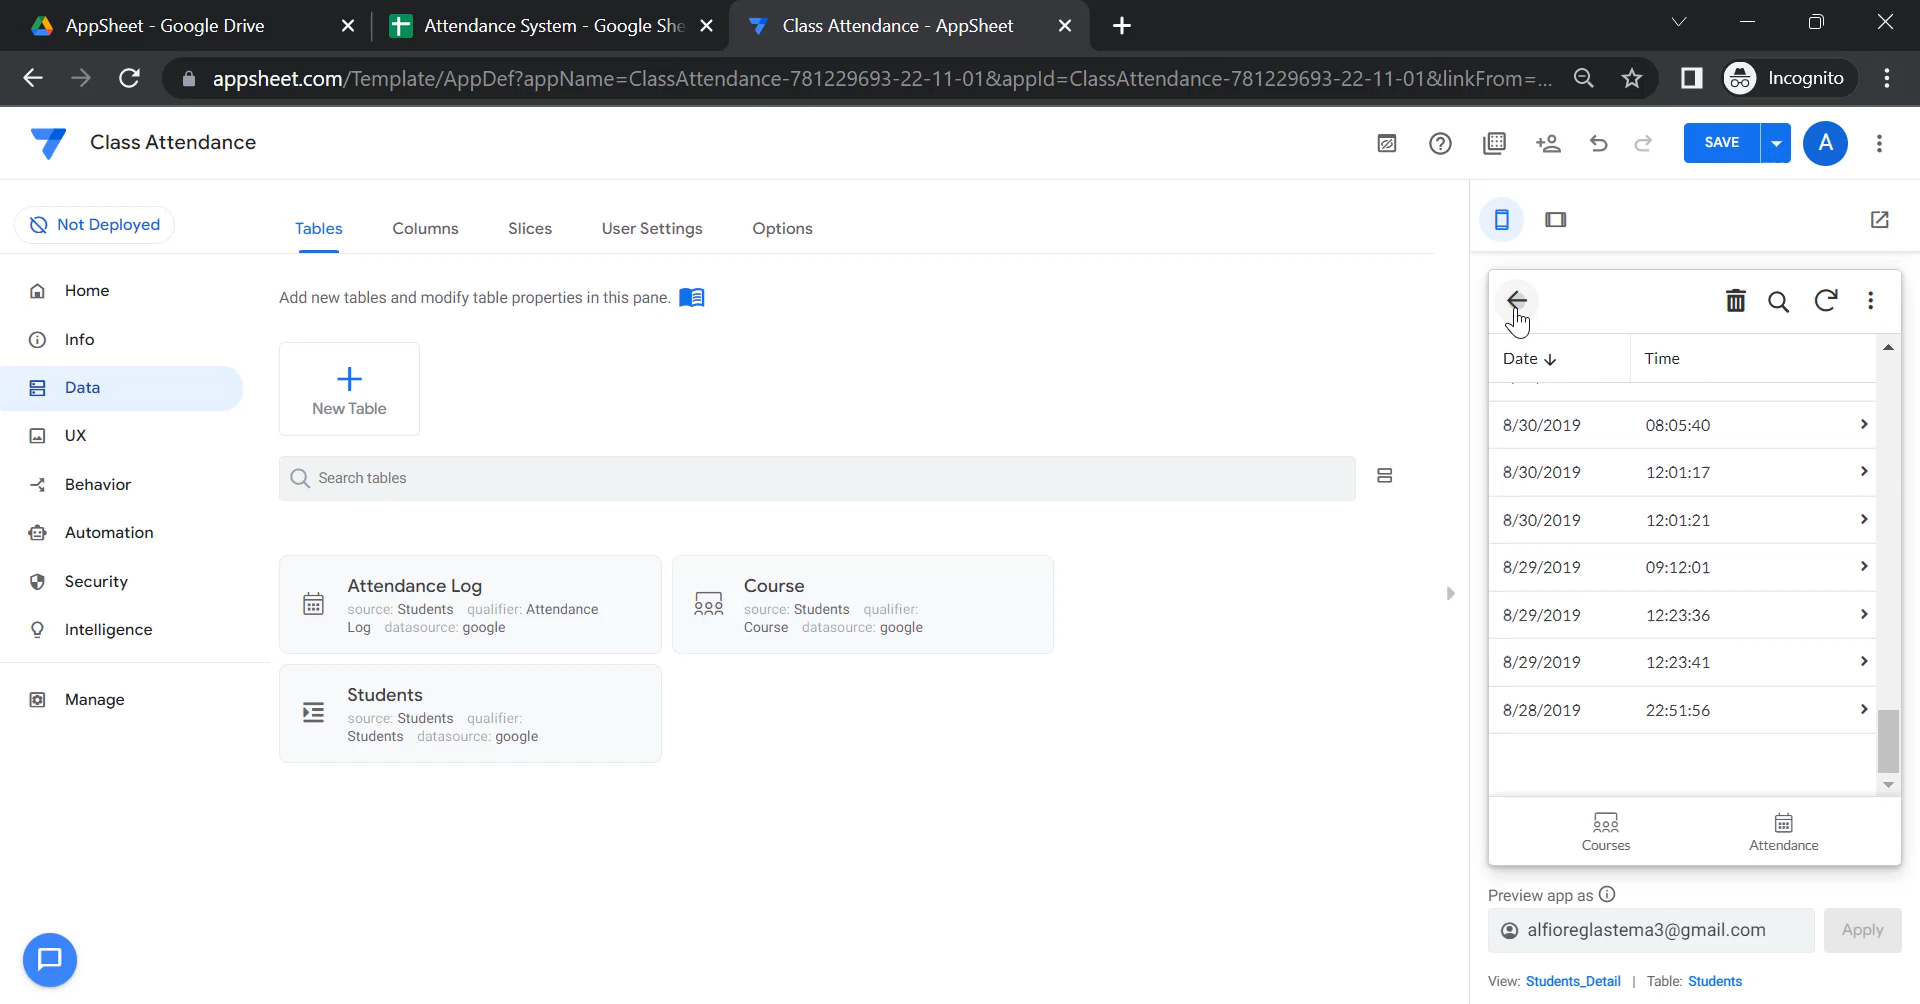 AppSheet - Google Drive
Attendance System - Google She
Class Attendance - AppSheet
appsheet.com/Template/AppDef?appName=ClassAttendance-781229693-22-11-01&appId=ClassAttendance-781229693-22-11-01&linkFrom=...
Incognito
Class Attendance
SAVE
A
Not Deployed
Tables
Columns
Slices
User Settings
Options
Home
Info
Data
UX
Behavior
Automation
Security
Intelligence
Manage
Add new tables and modify table properties in this pane.
New Table
Search tables
Attendance Log
source: Students qualifier: Attendance
Log datasource: google
Course
source: Students qualifier:
Course datasource: google
Students
source: Students qualifier:
Students datasource: google
Date Time
8/30/2019 08:05:40
8/30/2019 12:01:17
8/30/2019 12:01:21
8/29/2019 09:12:01
8/29/2019 12:23:36
8/29/2019 12:23:41
8/28/2019 22:51:56
Courses
Attendance
Preview app as
alfioreglastema3@gmail.com
Apply
View: Students_Detail | Table: Students